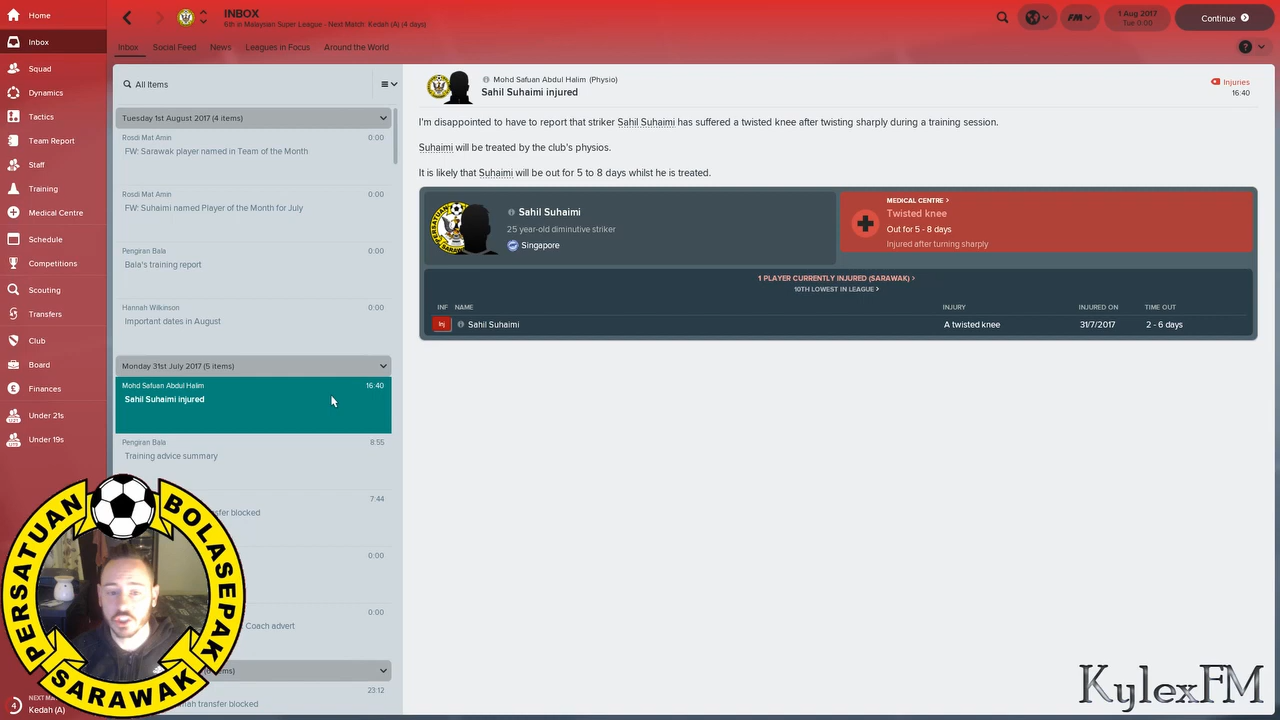 Home
Inbox
Squad
Dynamics
Tactics
Team Report
Staff
Training
Medical Centre
Schedule
Competitions
Scouting
Transfers
Club
Board
Finances
Under 21s
Under 19s
4
Kedah (A)
INBOX
6th in Malaysian Super League - Next Match: Kedah (A) (4 days)
FM
1 Aug 2017
Tue 0:00
Continue
Inbox Social Feed News Leagues in Focus Around the World
?
All Items
Tuesday 1st August 2017 (4 items)
Rosdi Mat Amin 0:00
FW: Sarawak player named in Team of the Month
Rosdi Mat Amin 0:00
FW: Suhaimi named Player of the Month for July
Pengiran Bala 0:00
Bala's training report
Hannah Wilkinson 0:00
Important dates in August
Monday 31st July 2017 (5 items)
Mohd Safuan Abdul Halim 16:40
Sahil Suhaimi injured
Pengiran Bala 8:55
Training advice summary
7:44
blocked
0:00
0:00
Coach advert
23:12
transfer blocked
Mohd Safuan Abdul Halim (Physio)
Sahil Suhaimi injured
Injuries
16:40
I'm disappointed to have to report that striker Sahil Suhaimi has suffered a twisted knee after twisting sharply during a training session.
Suhaimi will be treated by the club's physios.
It is likely that Suhaimi will be out for 5 to 8 days whilst he is treated.
Sahil Suhaimi
25 year-old diminutive striker
Singapore
MEDICAL CENTRE >
Twisted knee
Out for 5 - 8 days
Injured after turning sharply
1 PLAYER CURRENTLY INJURED (SARAWAK) >
10TH LOWEST IN LEAGUE >
INF NAME INJURY INJURED ON TIME OUT
Inj Sahil Suhaimi A twisted knee 31/7/2017 2 - 6 days
PERSATUAN BOLASEPAK
SARAWAK
KylexFM